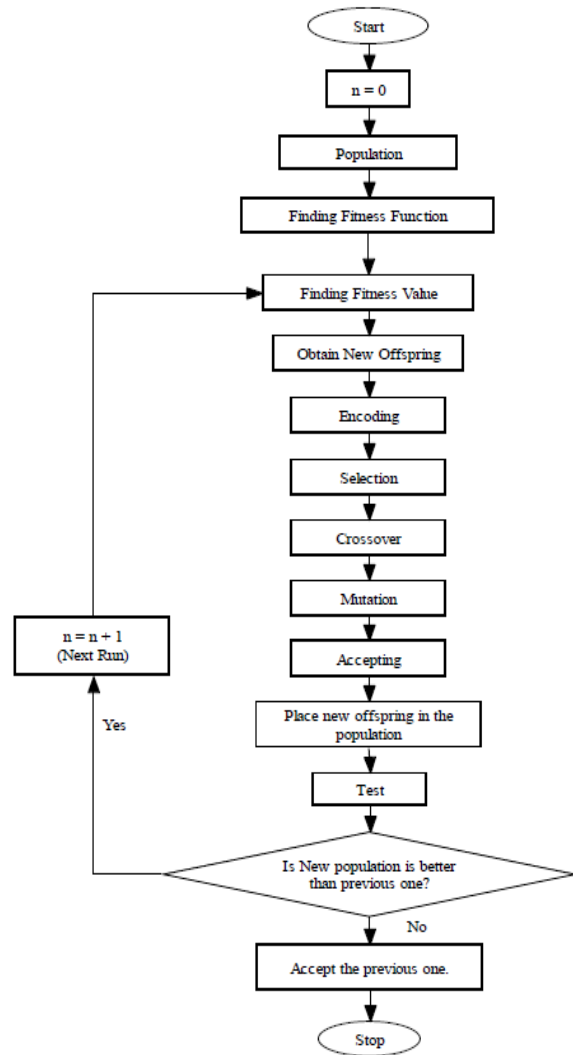 Start
n = 0
Population
Finding Fitness Function
Finding Fitness Value
Obtain New Offspring
Encoding
Selection
Crossover
Mutation
n = n + 1
(Next Run)
Accepting
Place new offspring in the
population
Yes
Test
Is New population is better
than previous one?
No
Accept the previous one.
Stop